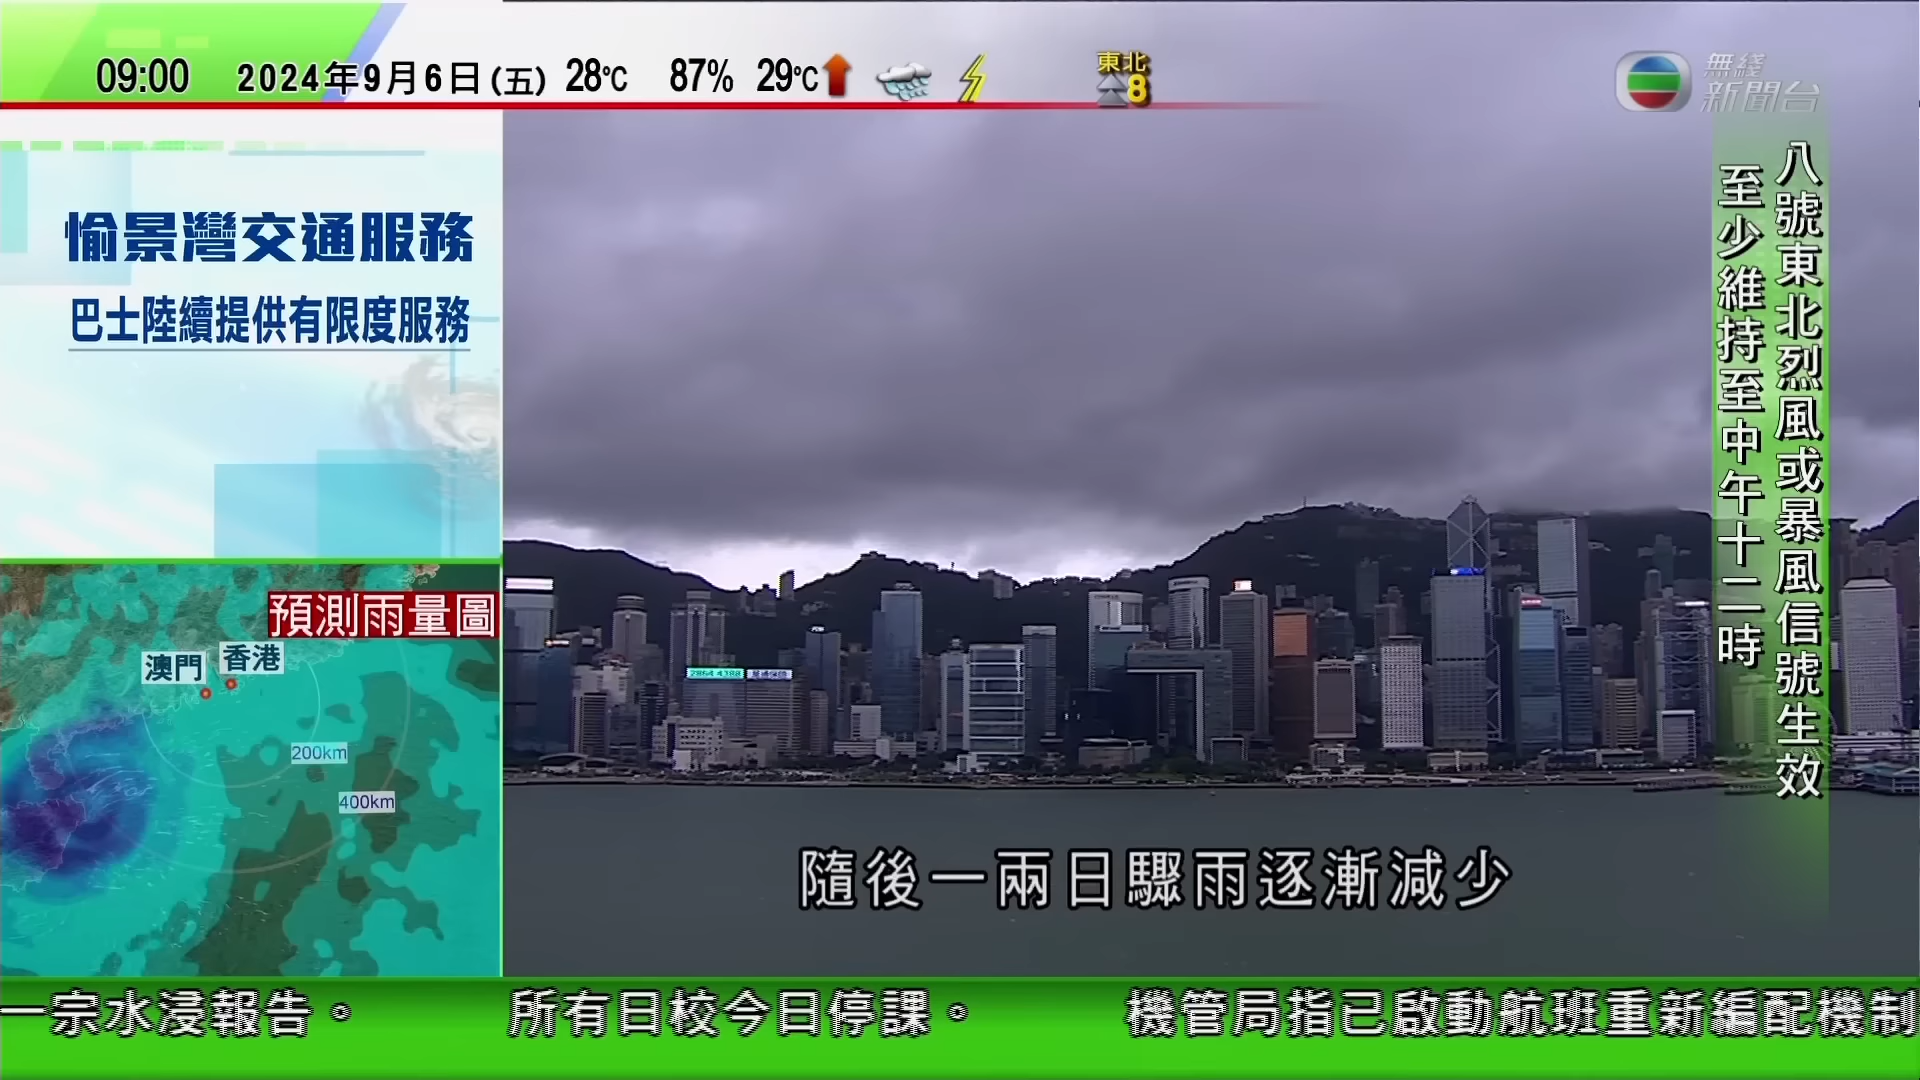 09:00 2024年9月6日(五) 28℃ 87% 29℃ 東北 8
無綫
新聞台
愉景灣交通服務
巴士陸續提供有限度服務
八號東北烈風或暴風信號生效
至少維持至中午十二時
預測雨量圖
澳門
香港
200km
400km
隨後一兩日驟雨逐漸減少
一宗水浸報告。 所有日校今日停課。 機管局指已啟動航班重新編配機制